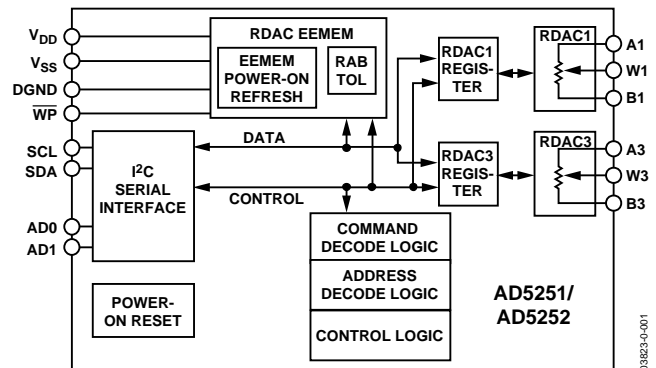 VDD
VSS
DGND
WP
SCL
SDA
AD0
AD1
RDAC EEMEM
EEMEM
POWER-ON
REFRESH
RAB
TOL
DATA
CONTROL
I2C
SERIAL
INTERFACE
POWER-
ON RESET
COMMAND
DECODE LOGIC
ADDRESS
DECODE LOGIC
CONTROL LOGIC
RDAC1
REGIS-
TER
RDAC3
REGIS-
TER
RDAC1
A1
W1
B1
RDAC3
A3
W3
B3
AD5251/
AD5252
03823-0-001